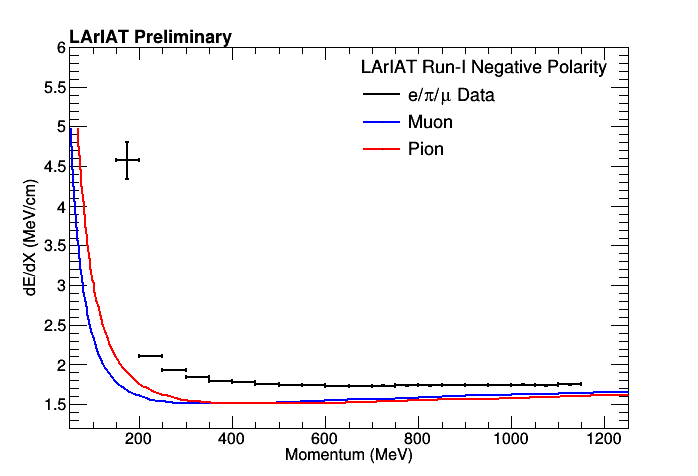 LArIAT Preliminary
LArIAT Run-I Negative Polarity
e/π/μ Data
Muon
Pion
dE/dX (MeV/cm)
6
5.5
5
4.5
4
3.5
3
2.5
2
1.5
200 400 600 800 1000 1200
Momentum (MeV)